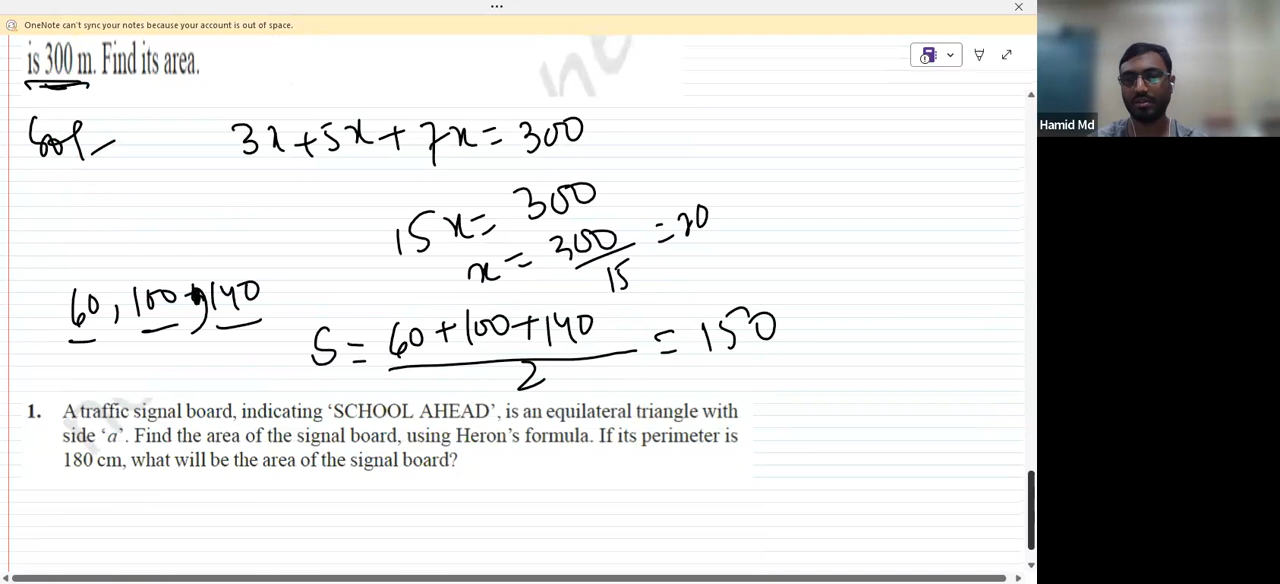 OneNote can't sync your notes because your account is out of space.
is 300 m. Find its area.
Sol
3x+5x+7x=300
15x=300
x=300/15=20
60, 100, 140
S=60+100+140/2=150
1. A traffic signal board, indicating 'SCHOOL AHEAD', is an equilateral triangle with
side 'a'. Find the area of the signal board, using Heron's formula. If its perimeter is
180 cm, what will be the area of the signal board?
Hamid Md